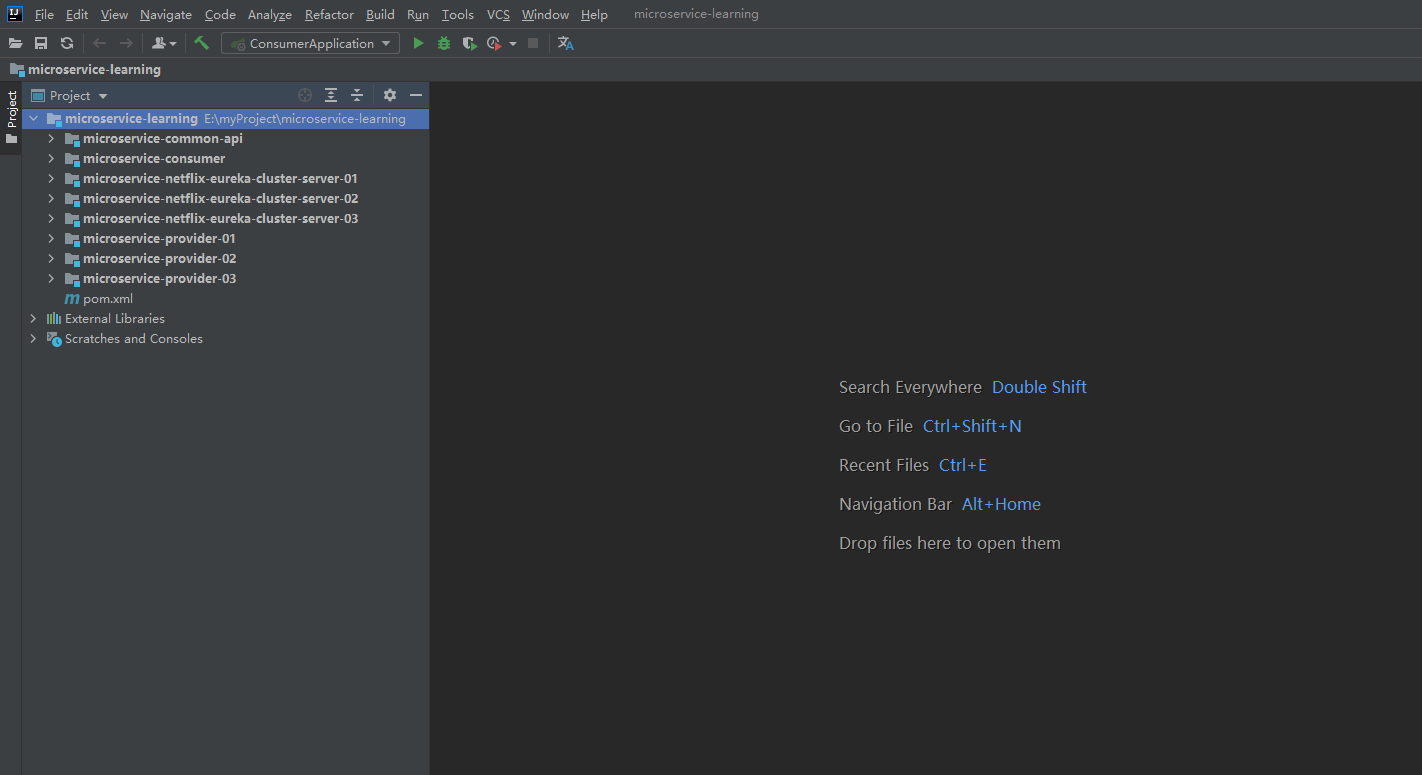 File Edit View Navigate Code Analyze Refactor Build Run Tools VCS Window Help microservice-learning
ConsumerApplication
microservice-learning
Project
Project
microservice-learning E:\myProject\microservice-learning
microservice-common-api
microservice-consumer
microservice-netflix-eureka-cluster-server-01
microservice-netflix-eureka-cluster-server-02
microservice-netflix-eureka-cluster-server-03
microservice-provider-01
microservice-provider-02
microservice-provider-03
pom.xml
External Libraries
Scratches and Consoles
Search Everywhere Double Shift
Go to File Ctrl+Shift+N
Recent Files Ctrl+E
Navigation Bar Alt+Home
Drop files here to open them